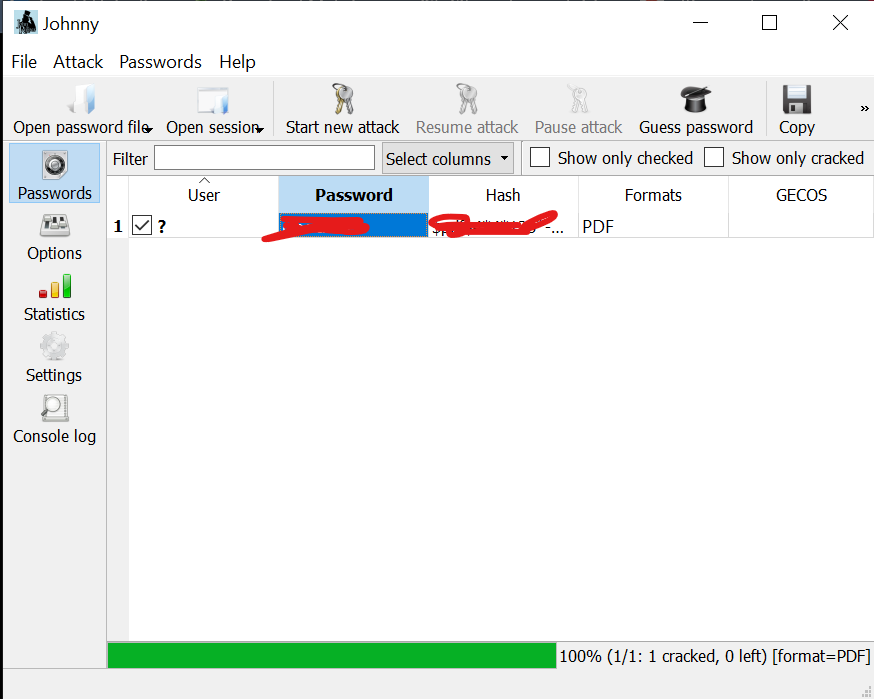 Johnny
File Attack Passwords Help
Open password file Open session Start new attack Resume attack Pause attack Guess password Copy »
Passwords
Options
Statistics
Settings
Console log
Filter Select columns Show only checked Show only cracked
User Password Hash Formats GECOS
1 ? -... PDF
100% (1/1: 1 cracked, 0 left) [format=PDF]